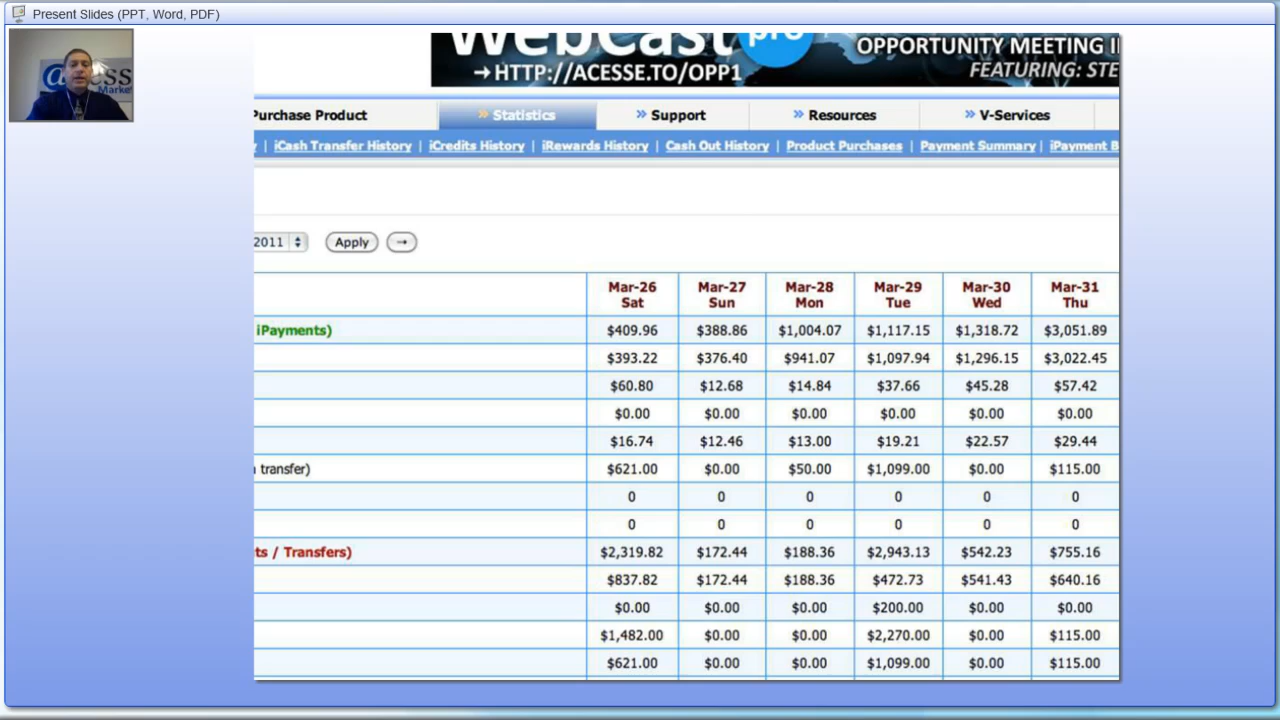 Present Slides (PPT, Word, PDF)
access
Market
WebCast pro
OPPORTUNITY MEETING I
→HTTP://ACESSE.TO/OPP1
FEATURING: STE
Purchase Product » Statistics » Support » Resources » V-Services
| iCash Transfer History | iCredits History | iRewards History | Cash Out History | Product Purchases | Payment Summary | iPayment B
2011 Apply →
Mar-26 Mar-27 Mar-28 Mar-29 Mar-30 Mar-31
Sat Sun Mon Tue Wed Thu
iPayments) $409.96 $388.86 $1,004.07 $1,117.15 $1,318.72 $3,051.89
$393.22 $376.40 $941.07 $1,097.94 $1,296.15 $3,022.45
$60.80 $12.68 $14.84 $37.66 $45.28 $57.42
$0.00 $0.00 $0.00 $0.00 $0.00 $0.00
$16.74 $12.46 $13.00 $19.21 $22.57 $29.44
transfer) $621.00 $0.00 $50.00 $1,099.00 $0.00 $115.00
0 0 0 0 0 0
0 0 0 0 0 0
ts / Transfers) $2,319.82 $172.44 $188.36 $2,943.13 $542.23 $755.16
$837.82 $172.44 $188.36 $472.73 $541.43 $640.16
$0.00 $0.00 $0.00 $200.00 $0.00 $0.00
$1,482.00 $0.00 $0.00 $2,270.00 $0.00 $115.00
$621.00 $0.00 $0.00 $1,099.00 $0.00 $115.00